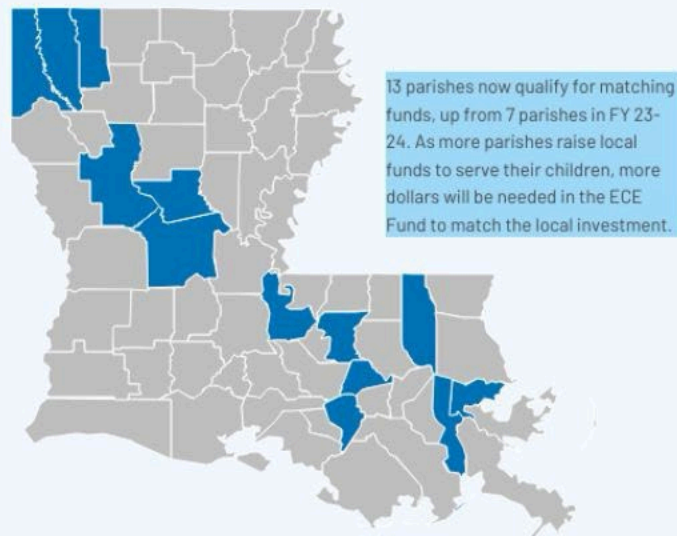 13 parishes now qualify for matching
funds, up from 7 parishes in FY 23-
24. As more parishes raise local
funds to serve their children, more
dollars will be needed in the ECE
Fund to match the local investment.